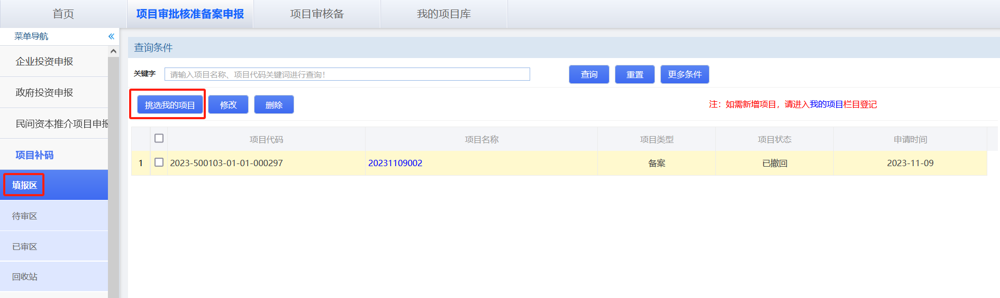 首页 项目审批核准备案申报 项目审核备 我的项目库
菜单导航 «
企业投资申报
政府投资申报
民间资本推介项目申报
项目补码
填报区
待审区
已审区
回收站
查询条件
关键字 请输入项目名称、项目代码关键词进行查询! 查询 重置 更多条件
挑选我的项目 修改 删除 注：如需新增项目，请进入我的项目栏目登记
项目代码 项目名称 项目类型 项目状态 申请时间
1 2023-500103-01-01-000297 20231109002 备案 已撤回 2023-11-09